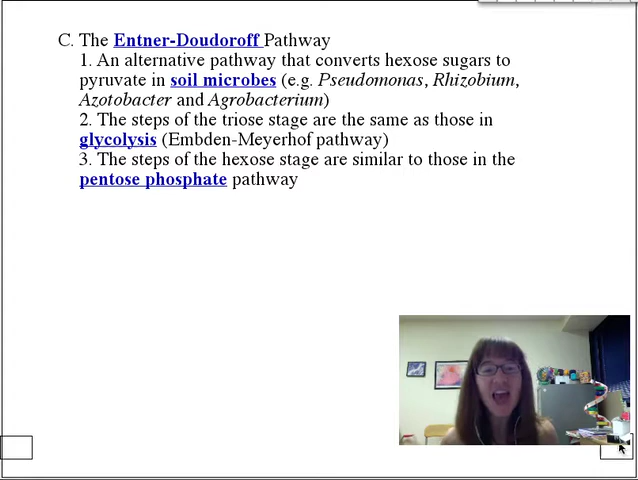 C. The Entner-Doudoroff Pathway
1. An alternative pathway that converts hexose sugars to
pyruvate in soil microbes (e.g. Pseudomonas, Rhizobium,
Azotobacter and Agrobacterium)
2. The steps of the triose stage are the same as those in
glycolysis (Embden-Meyerhof pathway)
3. The steps of the hexose stage are similar to those in the
pentose phosphate pathway